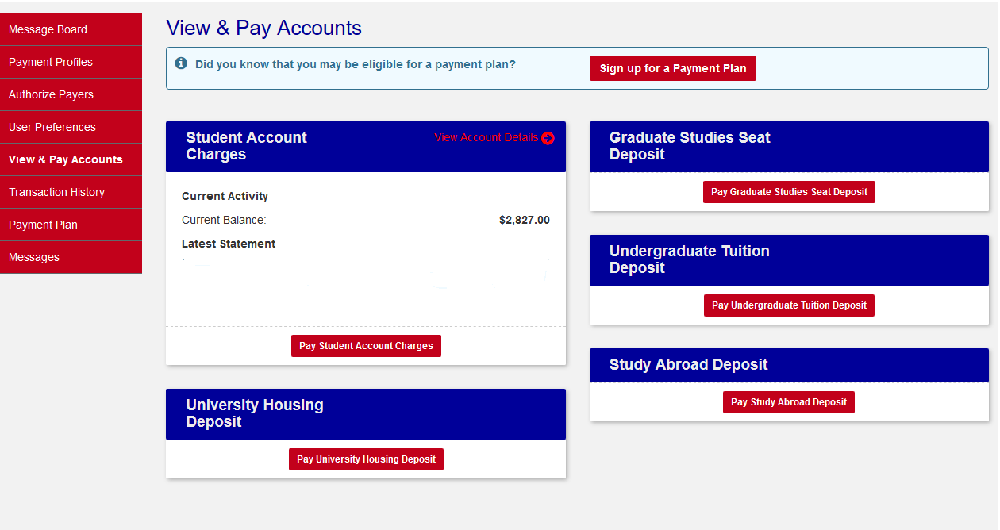 Message Board
Payment Profiles
Authorize Payers
User Preferences
View & Pay Accounts
Transaction History
Payment Plan
Messages
View & Pay Accounts
Did you know that you may be eligible for a payment plan?
Sign up for a Payment Plan
Student Account
Charges
View Account Details
Current Activity
Current Balance: $2,827.00
Latest Statement
Pay Student Account Charges
University Housing
Deposit
Pay University Housing Deposit
Graduate Studies Seat
Deposit
Pay Graduate Studies Seat Deposit
Undergraduate Tuition
Deposit
Pay Undergraduate Tuition Deposit
Study Abroad Deposit
Pay Study Abroad Deposit